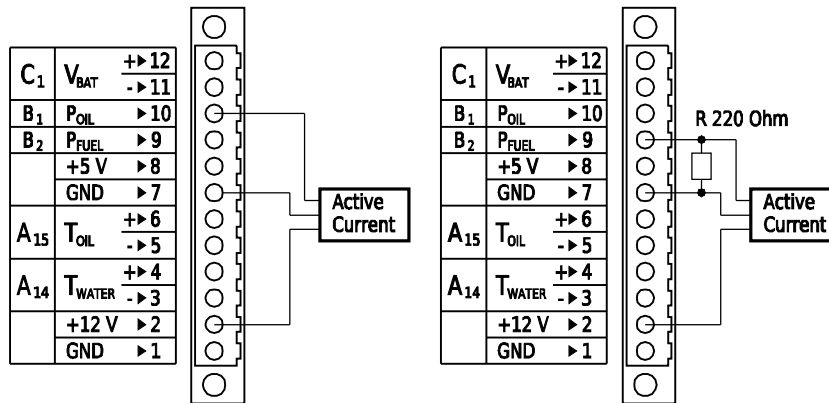 C1 VBAT +▶12
-▶11
B1 POIL ▶10
B2 PFUEL ▶9
+5 V ▶8
GND ▶7
A15 TOIL +▶6
-▶5
A14 TWATER +▶4
-▶3
+12 V ▶2
GND ▶1
Active
Current
C1 VBAT +▶12
-▶11
B1 POIL ▶10
B2 PFUEL ▶9
+5 V ▶8
GND ▶7
A15 TOIL +▶6
-▶5
A14 TWATER +▶4
-▶3
+12 V ▶2
GND ▶1
R 220 Ohm
Active
Current